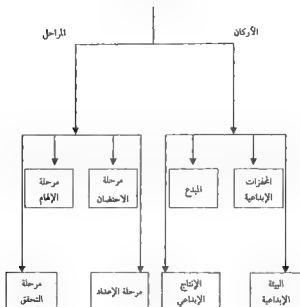 الأركان
المراحل
المحفزات
الإبداعية
المبدع
مرحلة
الاحتضان
مرحلة
الإلهام
البيئة
الإبداعية
الإنتاج
الإبداعي
مرحلة الإعداد
مرحلة
التحقق